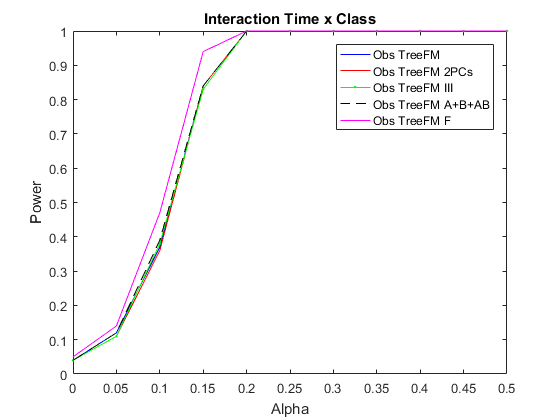 Interaction Time x Class
1
0.9
0.8
0.7
0.6
0.5
0.4
0.3
0.2
0.1
0
Power
Obs TreeFM
Obs TreeFM 2PCs
Obs TreeFM III
Obs TreeFM A+B+AB
Obs TreeFM F
0 0.05 0.1 0.15 0.2 0.25 0.3 0.35 0.4 0.45 0.5
Alpha